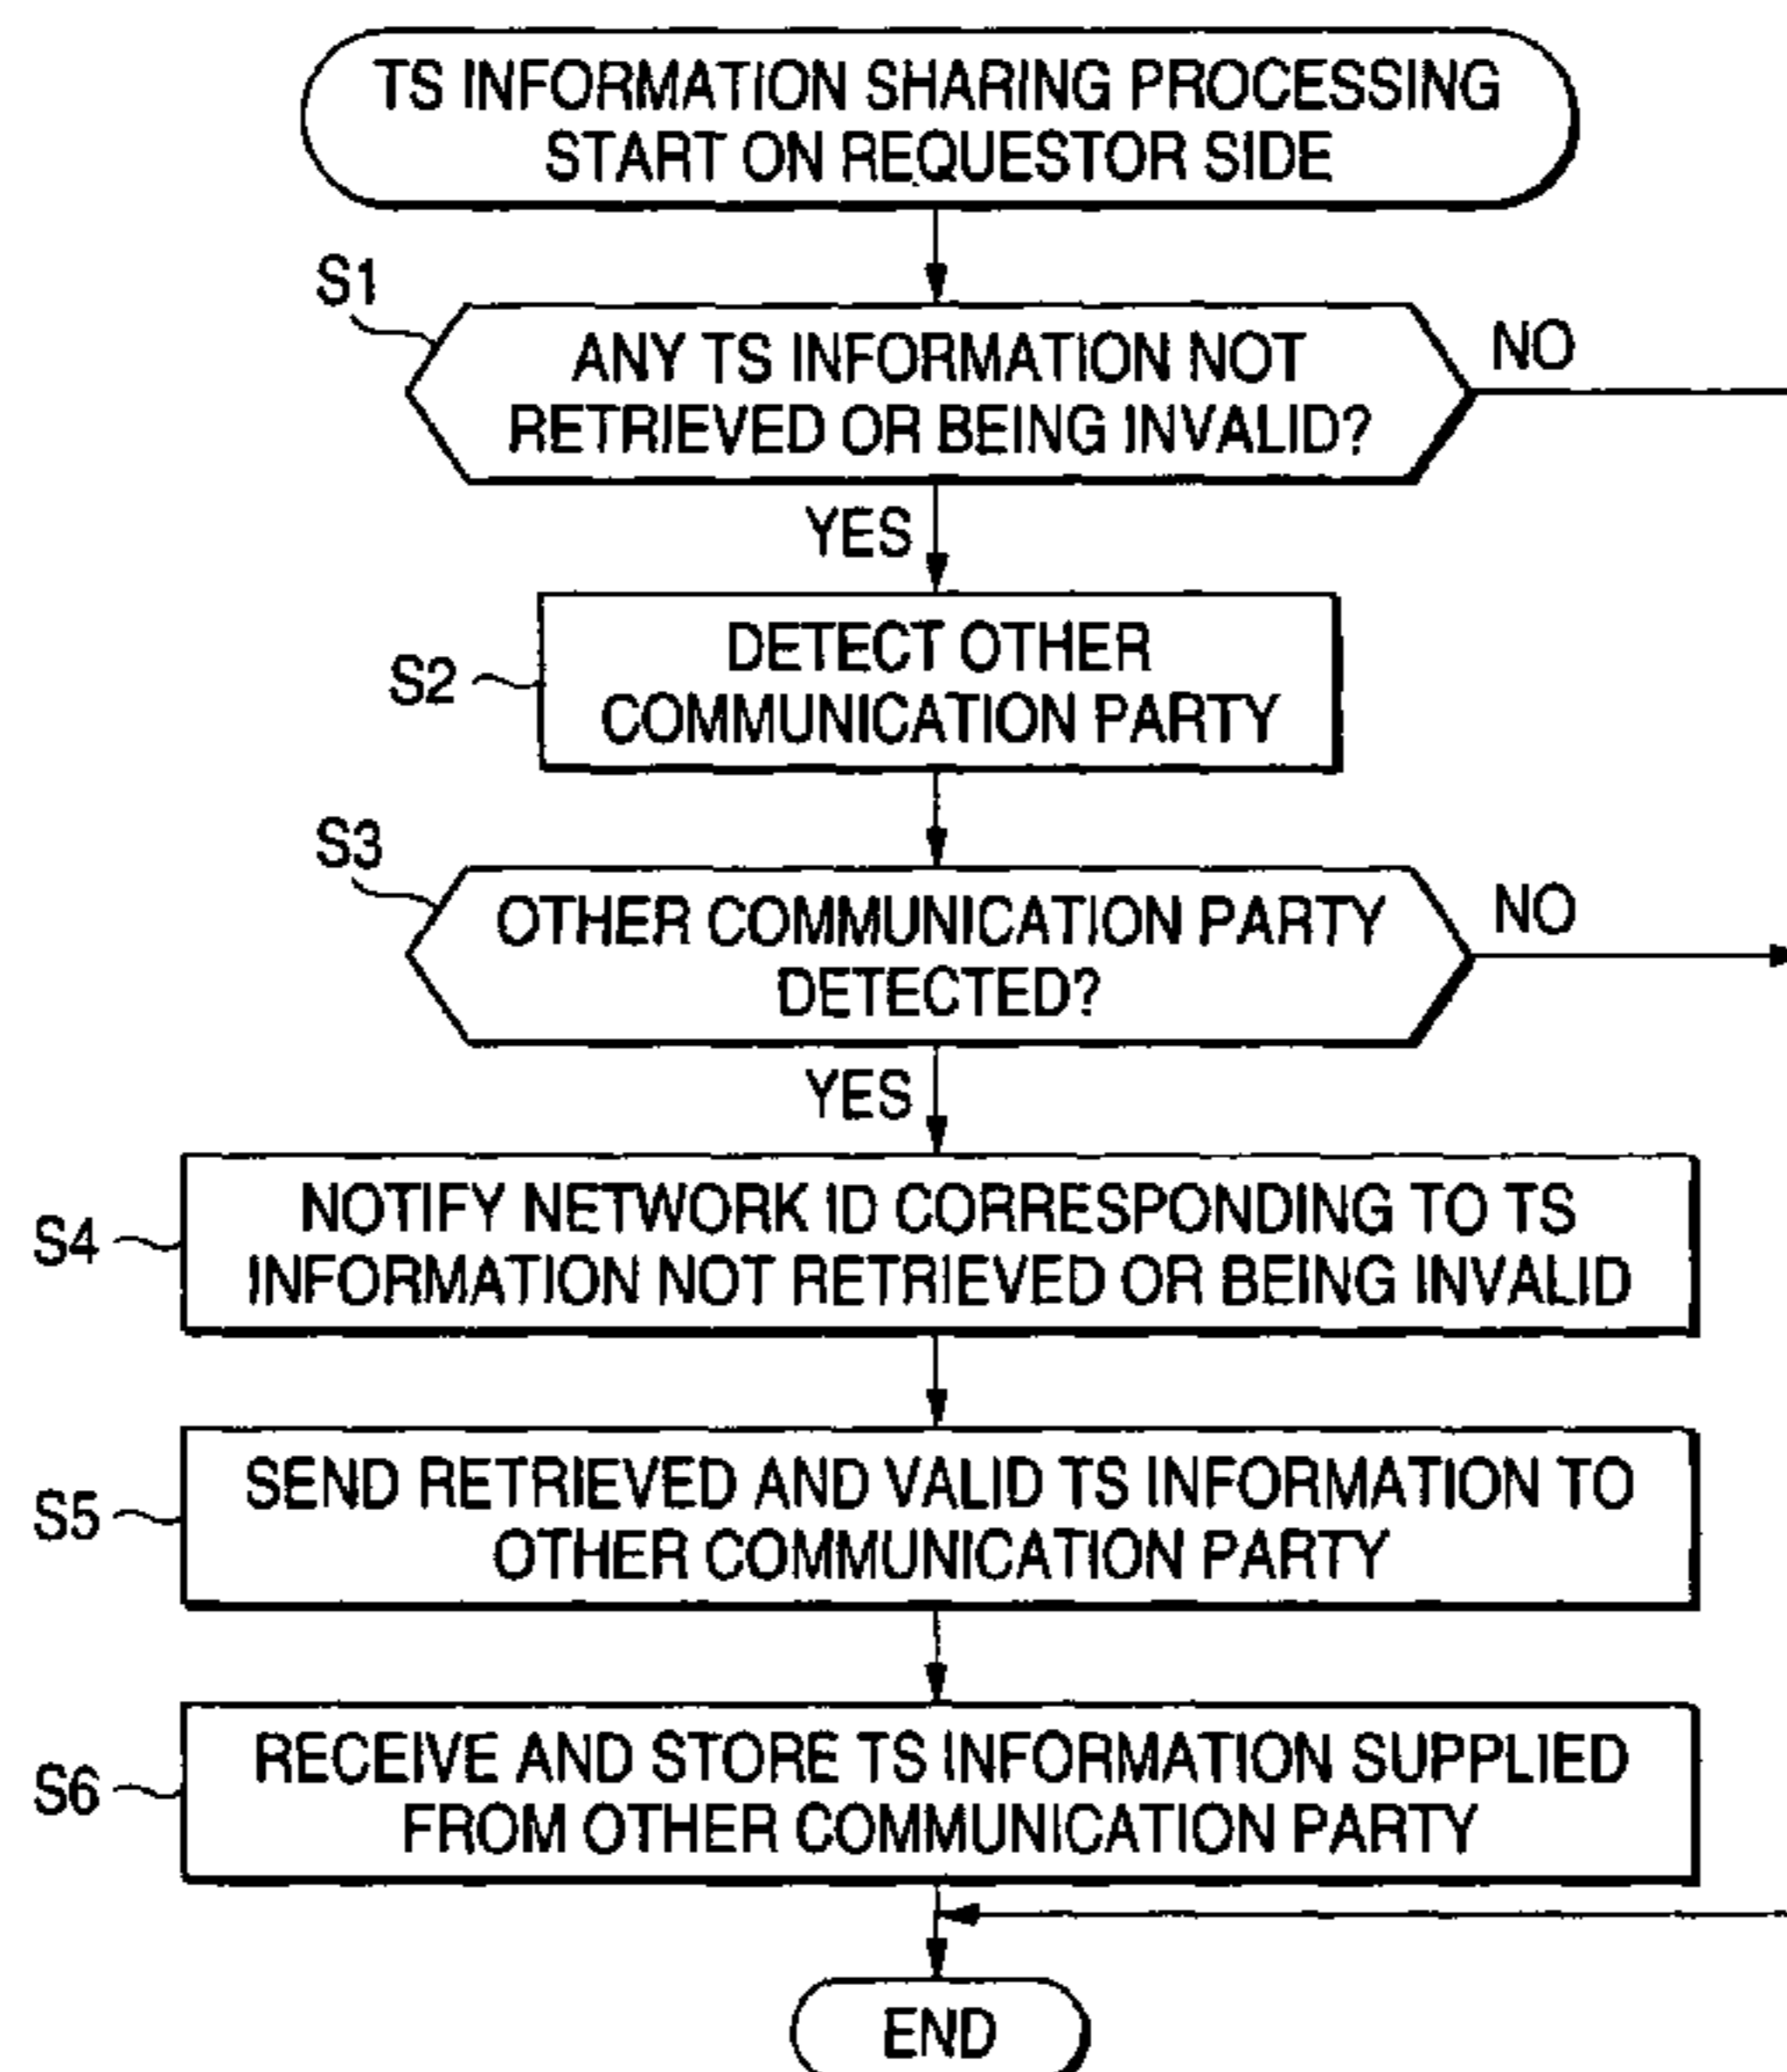 TS INFORMATION SHARING PROCESSING
START ON REQUESTOR SIDE
S1
ANY TS INFORMATION NOT
RETRIEVED OR BEING INVALID?
NO
YES
S2
DETECT OTHER
COMMUNICATION PARTY
S3
OTHER COMMUNICATION PARTY
DETECTED?
NO
YES
S4
NOTIFY NETWORK ID CORRESPONDING TO TS
INFORMATION NOT RETRIEVED OR BEING INVALID
S5
SEND RETRIEVED AND VALID TS INFORMATION TO
OTHER COMMUNICATION PARTY
S6
RECEIVE AND STORE TS INFORMATION SUPPLIED
FROM OTHER COMMUNICATION PARTY
END